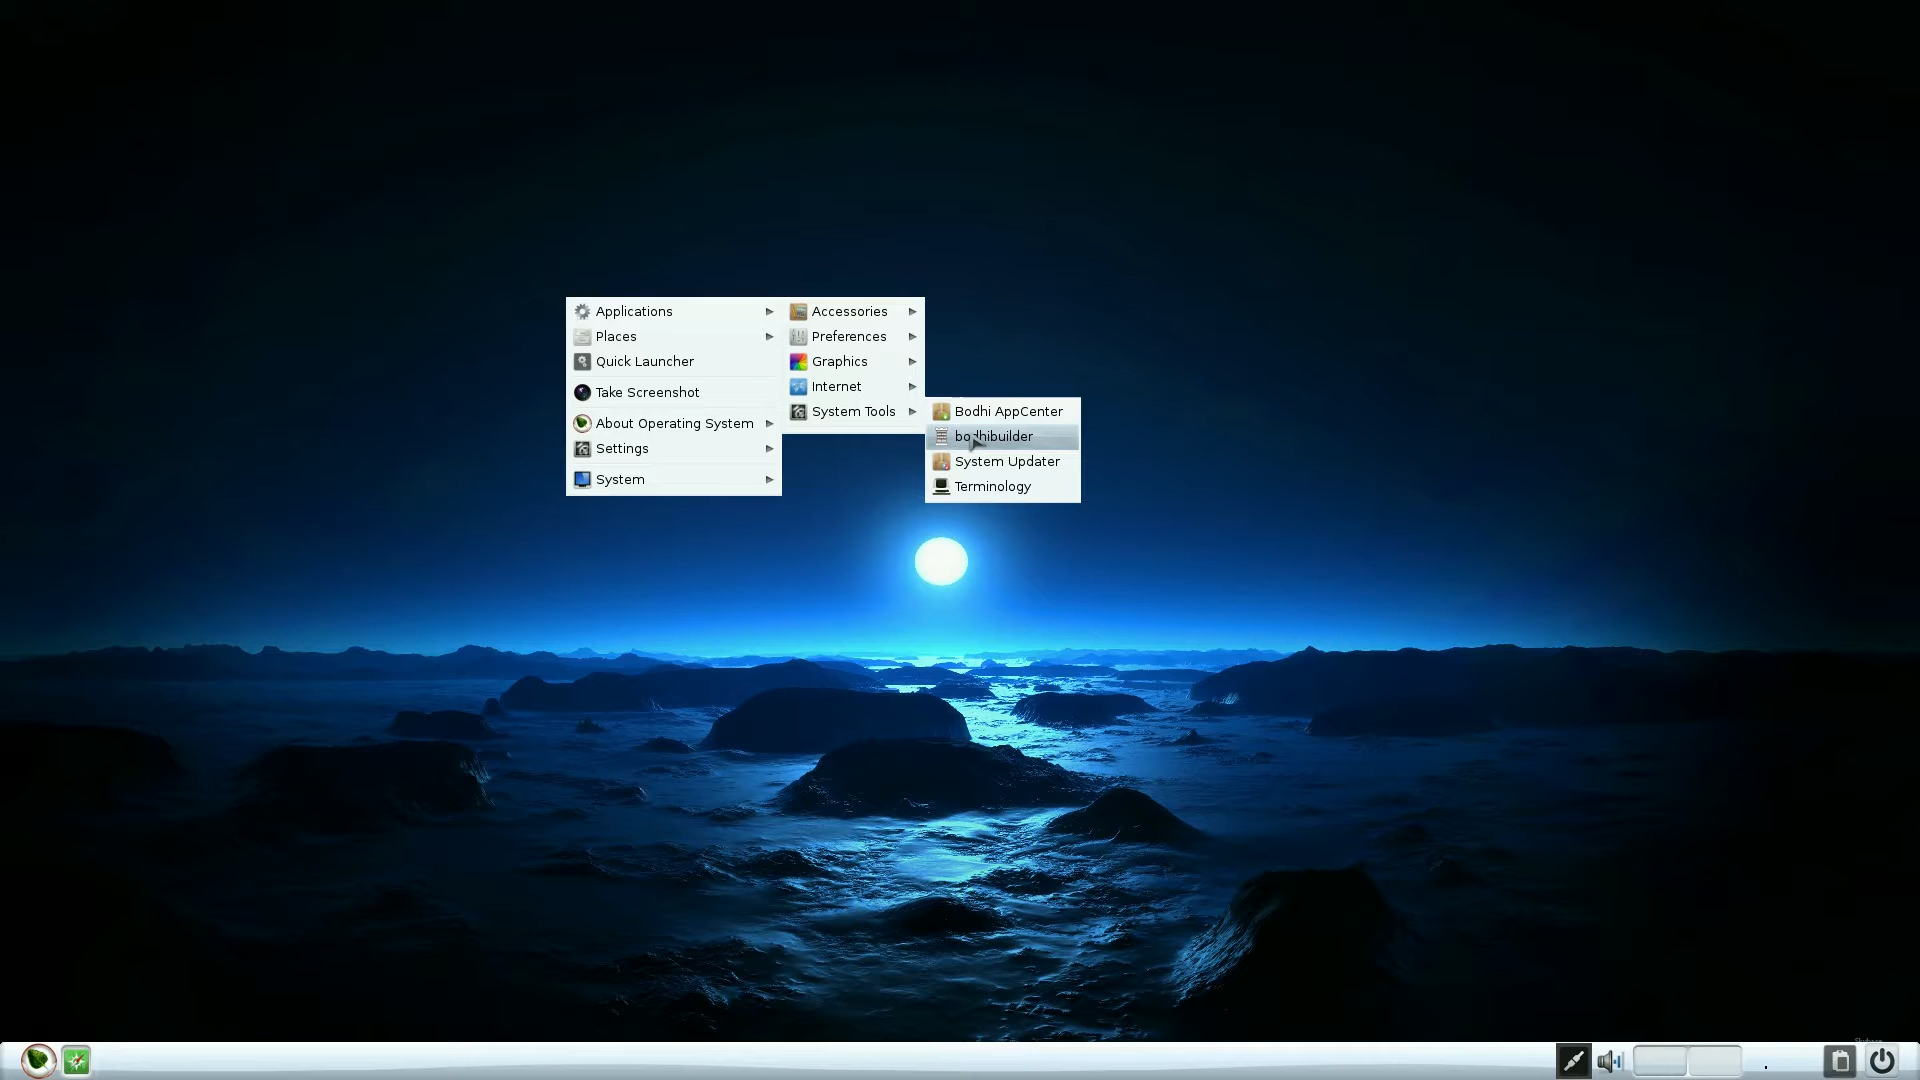 Applications
Places
Quick Launcher
Take Screenshot
About Operating System
Settings
System
Accessories
Preferences
Graphics
Internet
System Tools
Bodhi AppCenter
bodhibuilder
System Updater
Terminology